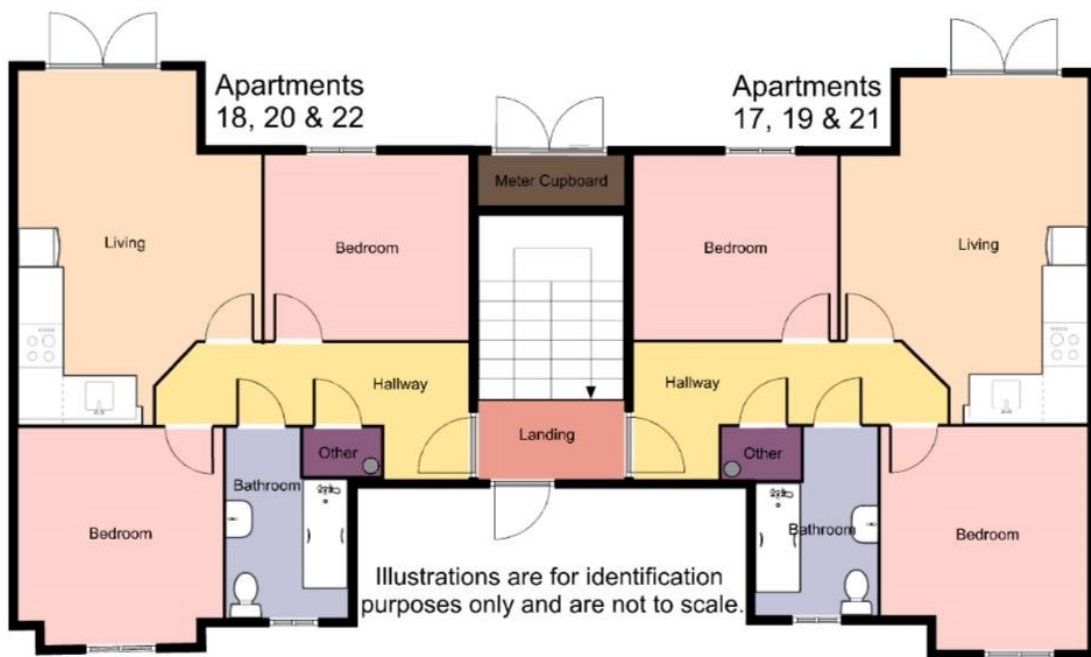 Apartments
18, 20 & 22
Apartments
17, 19 & 21
Meter Cupboard
Living
Bedroom
Bedroom
Living
Hallway
Hallway
Landing
Other
Other
Bathroom
Bathroom
Bedroom
Bedroom
Illustrations are for identification
purposes only and are not to scale.